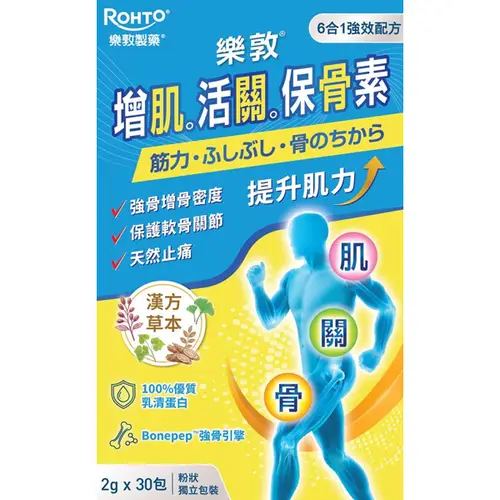 ROHTO®
樂敦製藥®
6合1強效配方
樂敦®
增肌。活關。保骨素
筋力・ふしぶし・骨のちから
強骨增骨密度
保護軟骨關節
天然止痛
提升肌力
肌
漢方
草本
關
骨
100%優質
乳清蛋白
Bonepep™強骨引擎
2g x 30包
粉狀
獨立包裝